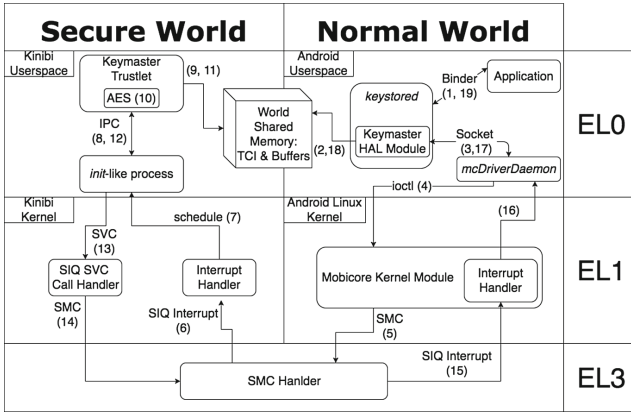 Secure World
Normal World
Kinibi
Userspace
Keymaster
Trustlet
AES (10)
(9, 11)
IPC
(8, 12)
init-like process
World
Shared
Memory:
TCI & Buffers
Android
Userspace
keystored
Keymaster
HAL Module
(2,18)
Binder
(1, 19)
Application
Socket
(3,17)
mcDriverDaemon
ioctl (4)
EL0
Kinibi
Kernel
SVC
(13)
schedule (7)
SIQ SVC
Call Handler
Interrupt
Handler
SMC
(14)
SIQ Interrupt
(6)
Android Linux
Kernel
(16)
Mobicore Kernel Module
Interrupt
Handler
SMC
(5)
EL1
SIQ Interrupt
(15)
SMC Hanlder
EL3